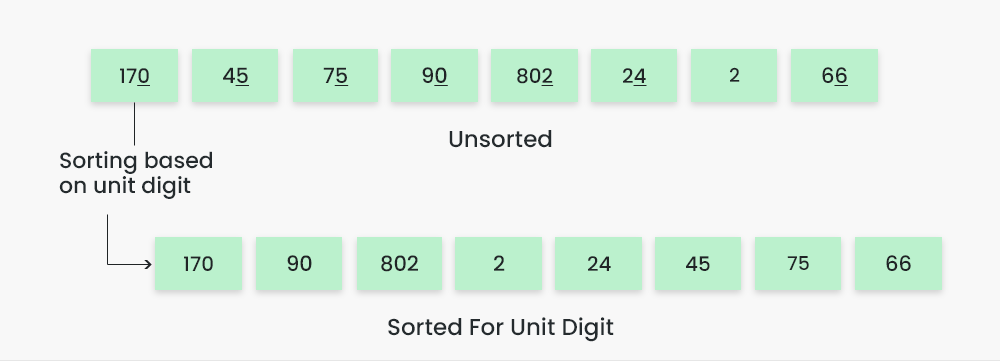 170 45 75 90 802 24 2 66
Unsorted
Sorting based
on unit digit
170 90 802 2 24 45 75 66
Sorted For Unit Digit